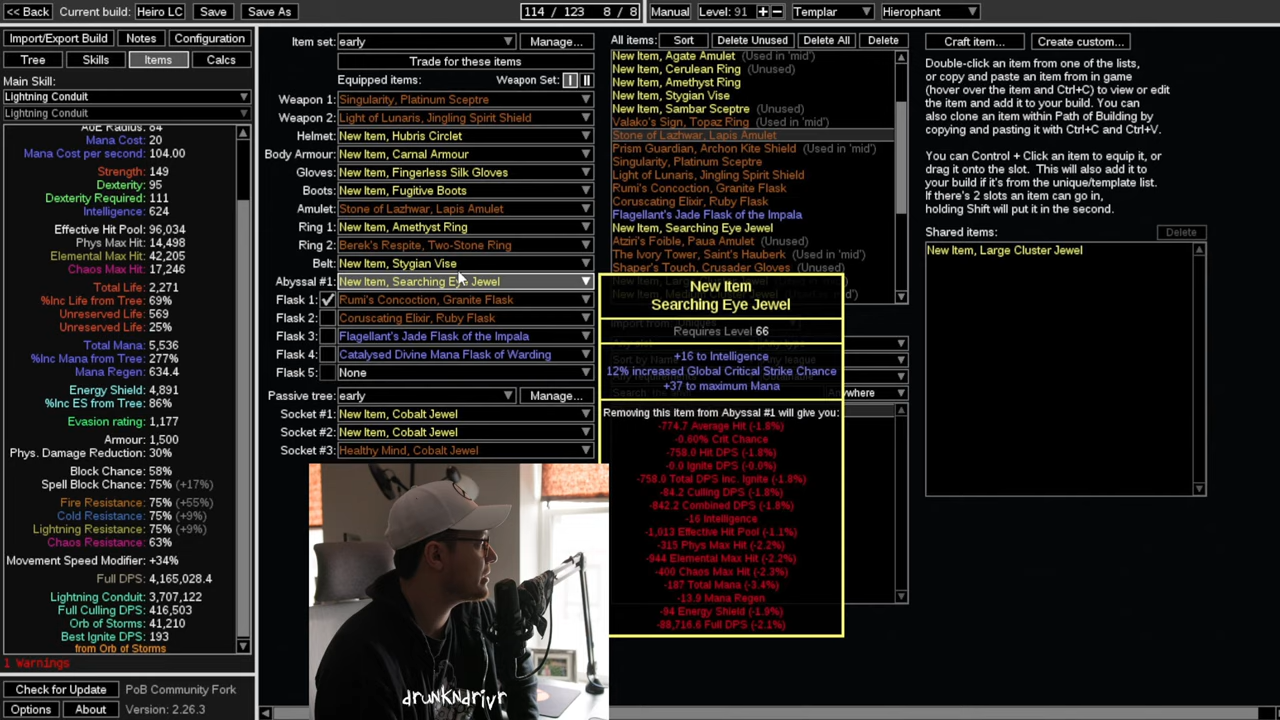 << Back Current build: Heiro LC Save Save As 114 / 123 8 / 8 Manual Level: 91 Templar Hierophant
Import/Export Build Notes Configuration
Tree Skills Items Calcs
Main Skill:
Lightning Conduit
Lightning Conduit
AoE Radius: 84
Mana Cost: 20
Mana Cost per second: 104.00
Strength: 149
Dexterity: 95
Dexterity Required: 111
Intelligence: 624
Effective Hit Pool: 96,034
Phys Max Hit: 14,498
Elemental Max Hit: 42,205
Chaos Max Hit: 17,246
Total Life: 2,271
%Inc Life from Tree: 69%
Unreserved Life: 569
Unreserved Life: 25%
Total Mana: 5,536
%Inc Mana from Tree: 277%
Mana Regen: 634.4
Energy Shield: 4,891
%Inc ES from Tree: 86%
Evasion rating: 1,177
Armour: 1,500
Phys. Damage Reduction: 30%
Block Chance: 58%
Spell Block Chance: 75% (+17%)
Fire Resistance: 75% (+55%)
Cold Resistance: 75% (+9%)
Lightning Resistance: 75% (+9%)
Chaos Resistance: 63%
Movement Speed Modifier: +34%
Full DPS: 4,165,028.4
Lightning Conduit: 3,707,122
Full Culling DPS: 416,503
Orb of Storms: 41,210
Best Ignite DPS: 193
from Orb of Storms
1 Warnings
Check for Update PoB Community Fork
Options About Version: 2.26.3
Item set: early Manage...
Trade for these items
Equipped items: Weapon Set: I II
Weapon 1: Singularity, Platinum Sceptre
Weapon 2: Light of Lunaris, Jingling Spirit Shield
Helmet: New Item, Hubris Circlet
Body Armour: New Item, Carnal Armour
Gloves: New Item, Fingerless Silk Gloves
Boots: New Item, Fugitive Boots
Amulet: Stone of Lazhwar, Lapis Amulet
Ring 1: New Item, Amethyst Ring
Ring 2: Berek's Respite, Two-Stone Ring
Belt: New Item, Stygian Vise
Abyssal #1: New Item, Searching Eye Jewel
Flask 1: Rumi's Concoction, Granite Flask
Flask 2: Coruscating Elixir, Ruby Flask
Flask 3: Flagellant's Jade Flask of the Impala
Flask 4: Catalysed Divine Mana Flask of Warding
Flask 5: None
Passive tree: early Manage...
Socket #1: New Item, Cobalt Jewel
Socket #2: New Item, Cobalt Jewel
Socket #3: Healthy Mind, Cobalt Jewel
drunkndrivr
All items: Sort Delete Unused Delete All Delete
New Item, Agate Amulet (Used in 'mid')
New Item, Cerulean Ring (Unused)
New Item, Amethyst Ring
New Item, Stygian Vise
New Item, Sambar Sceptre (Unused)
Valako's Sign, Topaz Ring (Used in 'mid')
Stone of Lazhwar, Lapis Amulet
Prism Guardian, Archon Kite Shield (Used in 'mid')
Singularity, Platinum Sceptre
Light of Lunaris, Jingling Spirit Shield
Rumi's Concoction, Granite Flask
Coruscating Elixir, Ruby Flask
Flagellant's Jade Flask of the Impala
New Item, Searching Eye Jewel
Atziri's Foible, Paua Amulet (Unused)
The Ivory Tower, Saint's Hauberk (Used in 'mid')
Shaper's Touch, Crusader Gloves (Unused)
New Item
Searching Eye Jewel
Requires Level 66
+16 to Intelligence
12% increased Global Critical Strike Chance
+37 to maximum Mana
Removing this item from Abyssal #1 will give you:
-774.7 Average Hit (-1.8%)
-0.60% Crit Chance
-758.0 Hit DPS (-1.8%)
-6.0 Ignite DPS (-0.0%)
-758.0 Total DPS inc. Ignite (-1.8%)
-84.2 Culling DPS (-1.8%)
-842.2 Combined DPS (-1.8%)
-16 Intelligence
-1,013 Effective Hit Pool (-1.1%)
-315 Phys Max Hit (-2.2%)
-944 Elemental Max Hit (-2.2%)
-400 Chaos Max Hit (-2.3%)
-187 Total Mana (-3.4%)
-13.9 Mana Regen
-94 Energy Shield (-1.9%)
-88,716.6 Full DPS (-2.1%)
Anywhere
Craft item... Create custom...
Double-click an item from one of the lists,
or copy and paste an item from in game
(hover over the item and Ctrl+C) to view or edit
the item and add it to your build. You can
also clone an item within Path of Building by
copying and pasting it with Ctrl+C and Ctrl+V.
You can Control + Click an item to equip it, or
drag it onto the slot. This will also add it to
your build if it's from the unique/template list.
If there's 2 slots an item can go in,
holding Shift will put it in the second.
Shared items: Delete
New Item, Large Cluster Jewel